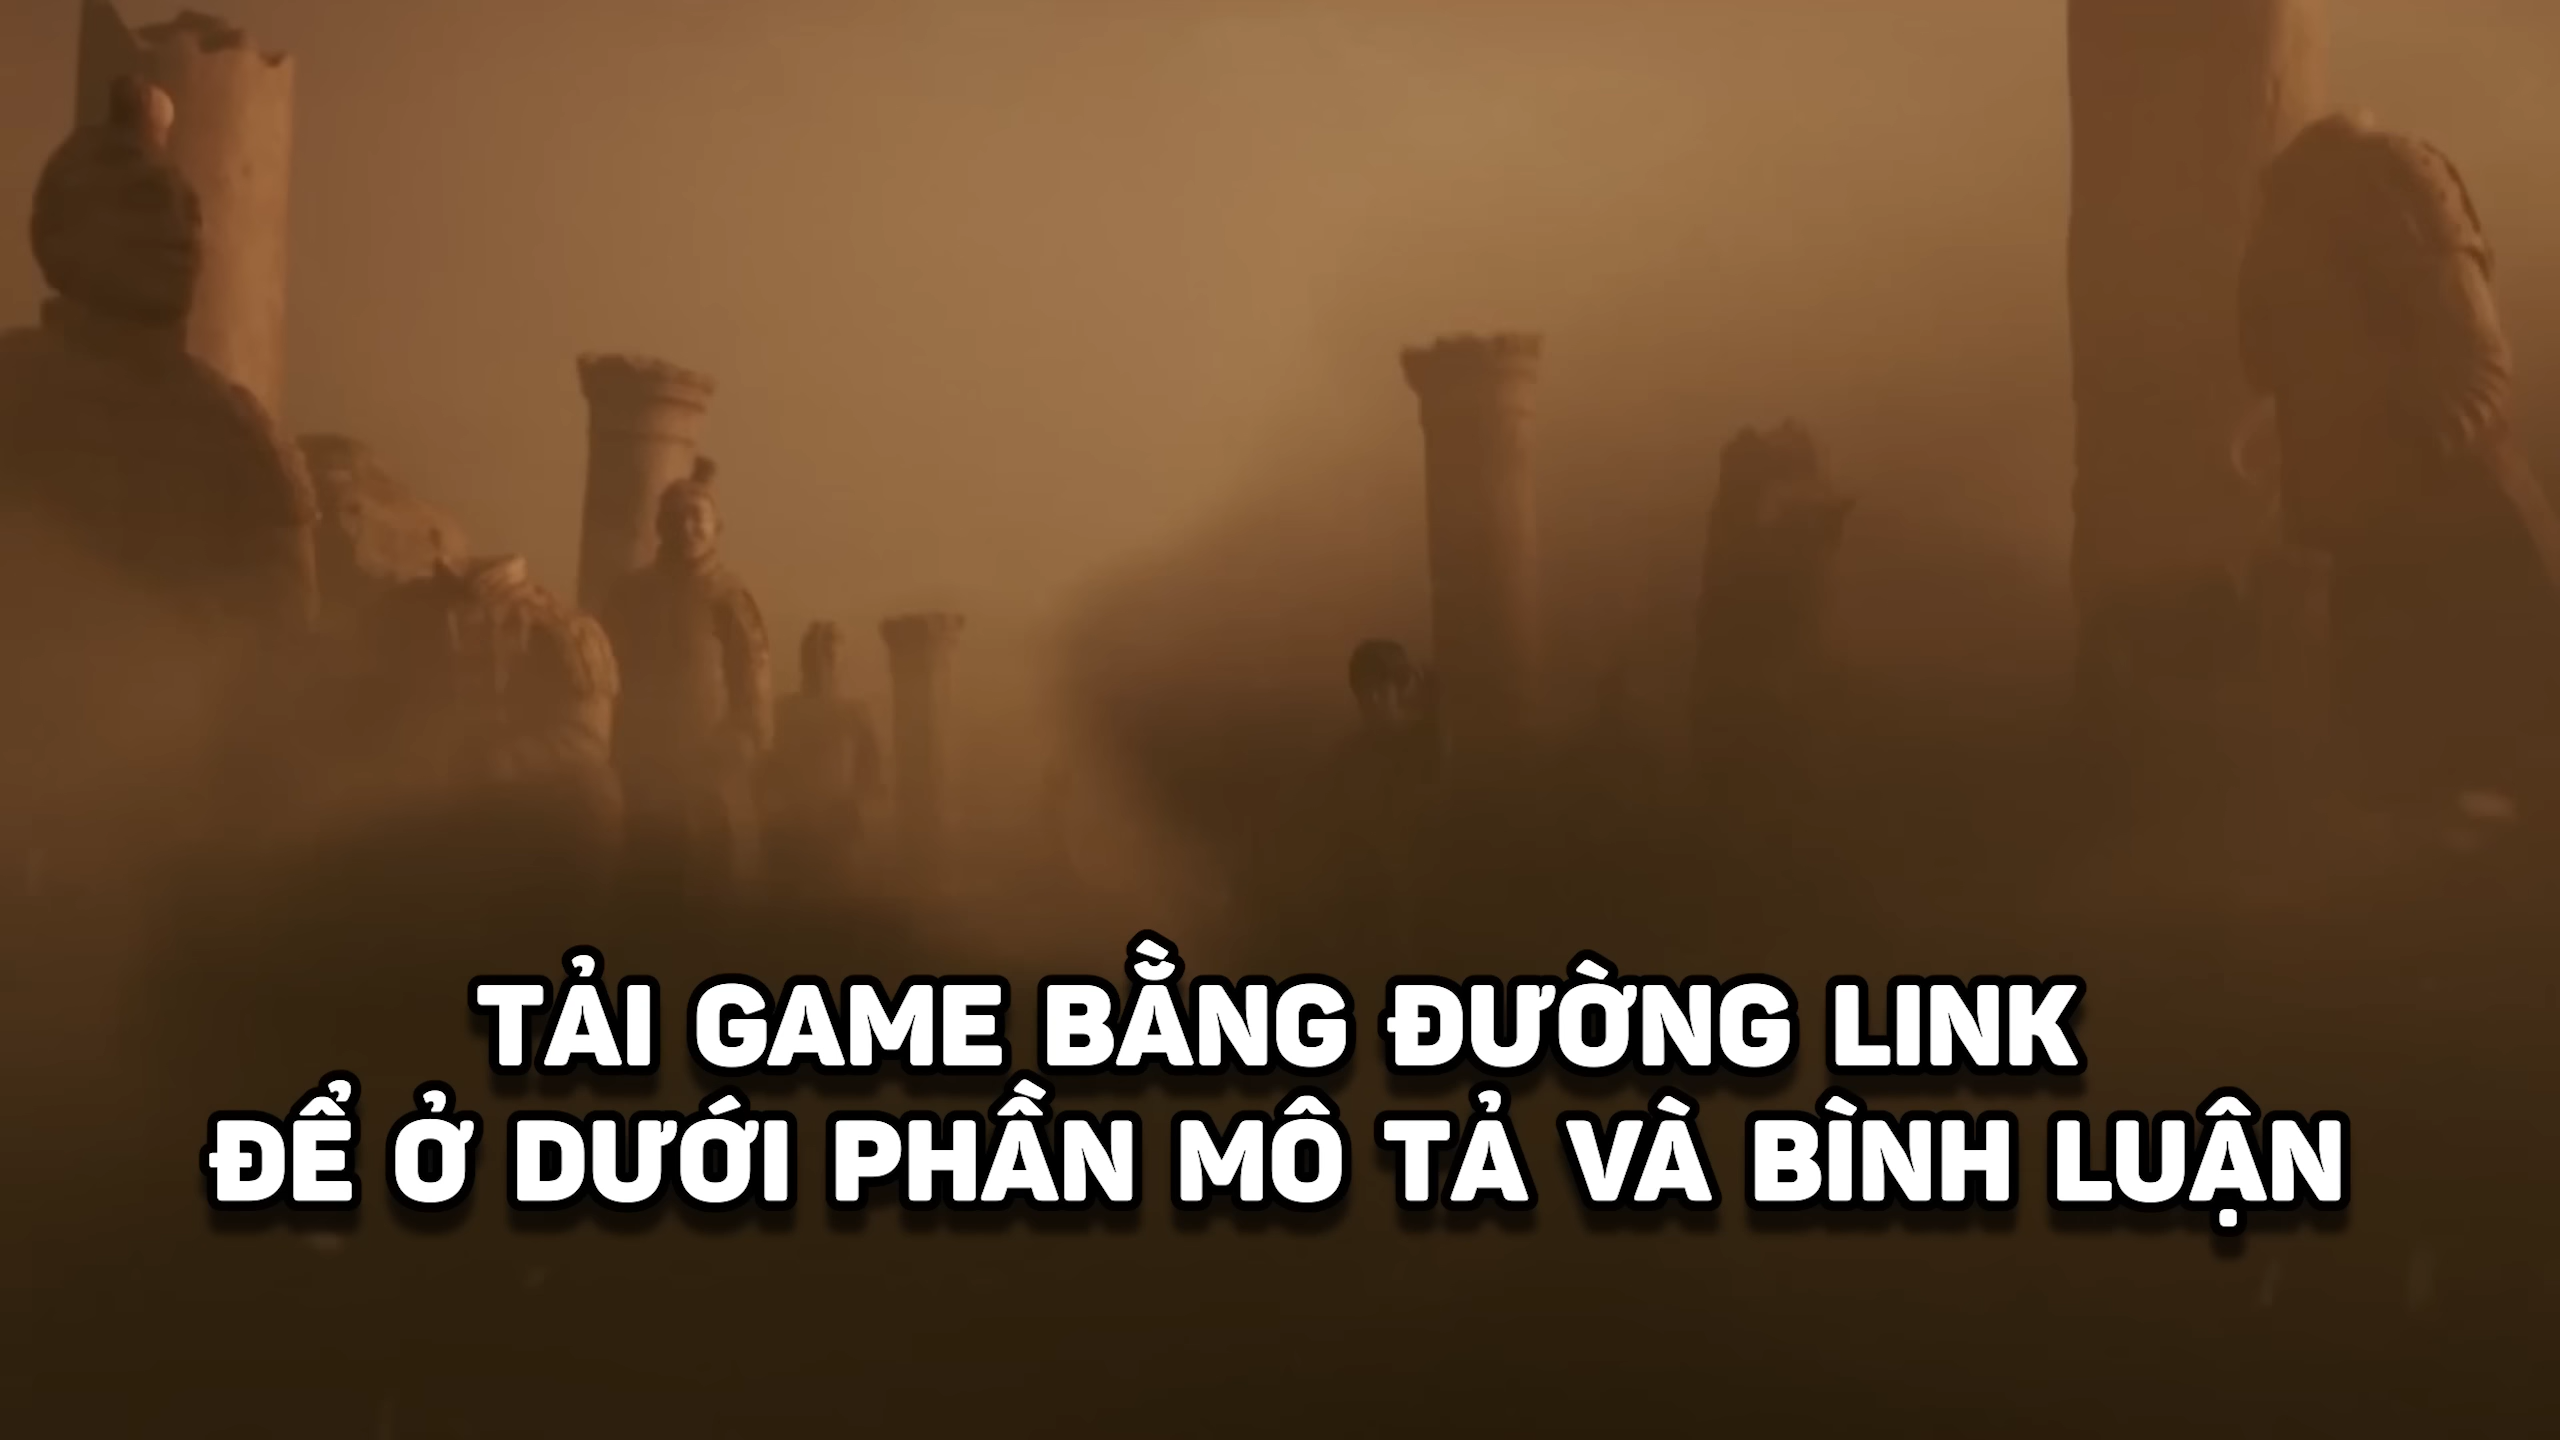 TẢI GAME BẰNG ĐƯỜNG LINK
ĐỂ Ở DƯỚI PHẦN MÔ TẢ VÀ BÌNH LUẬN